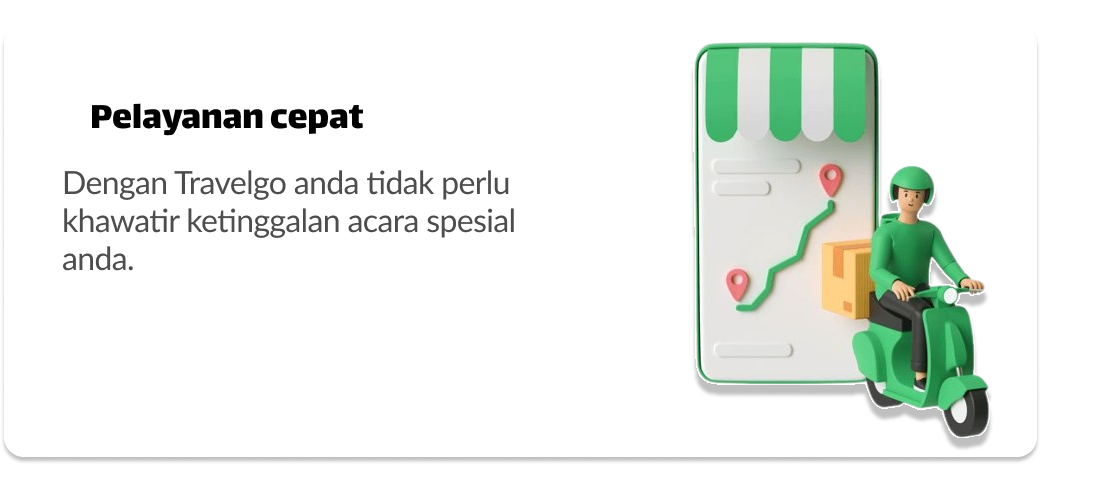 Pelayanan cepat
Dengan Travelgo anda tidak perlu
khawatir ketinggalan acara spesial
anda.